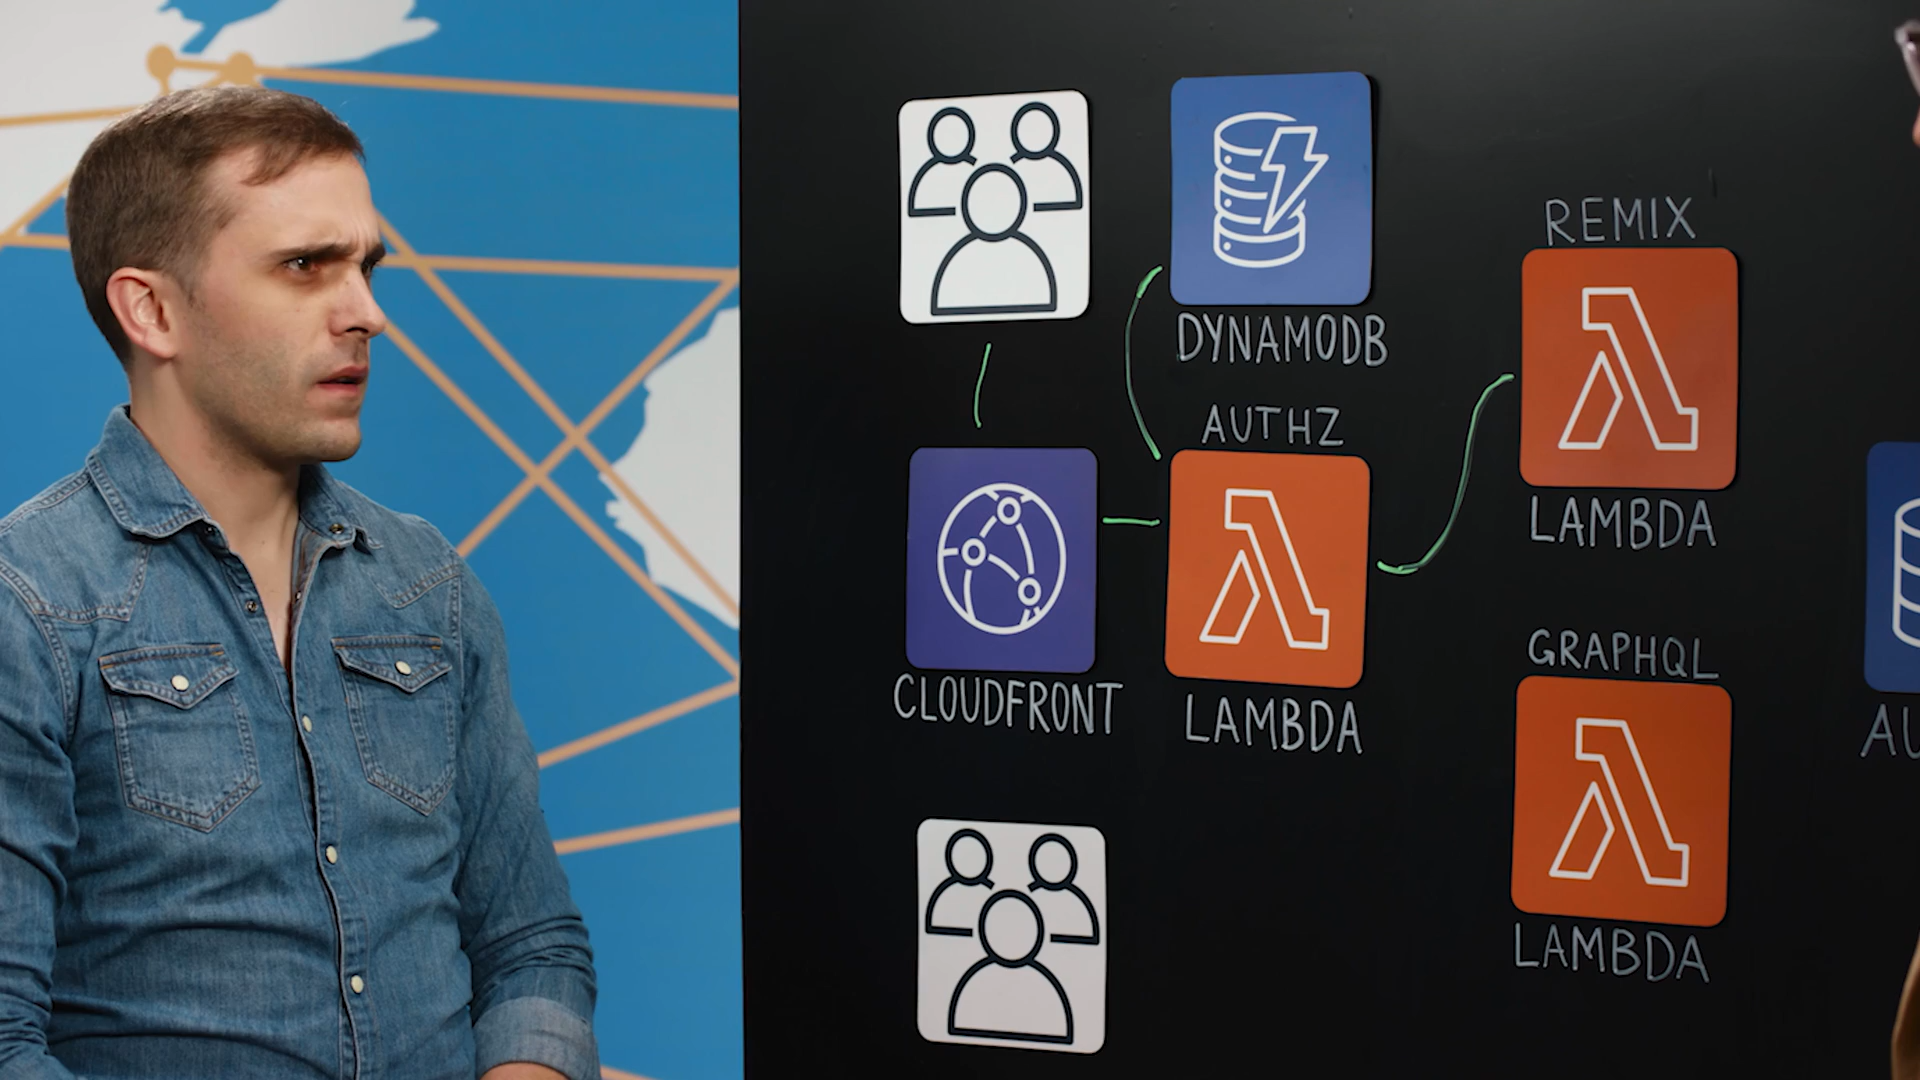 DYNAMODB
REMIX
AUTHZ
LAMBDA
CLOUDFRONT
LAMBDA
GRAPHQL
LAMBDA